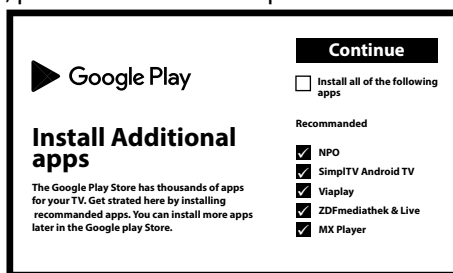 Google Play
Install Additional
apps
The Google Play Store has thousands of apps
for your TV. Get strated here by installing
recommanded apps. You can install more apps
later in the Google play Store.
Continue
Install all of the following
apps
Recommanded
NPO
SimplTV Android TV
Viaplay
ZDFmediathek & Live
MX Player